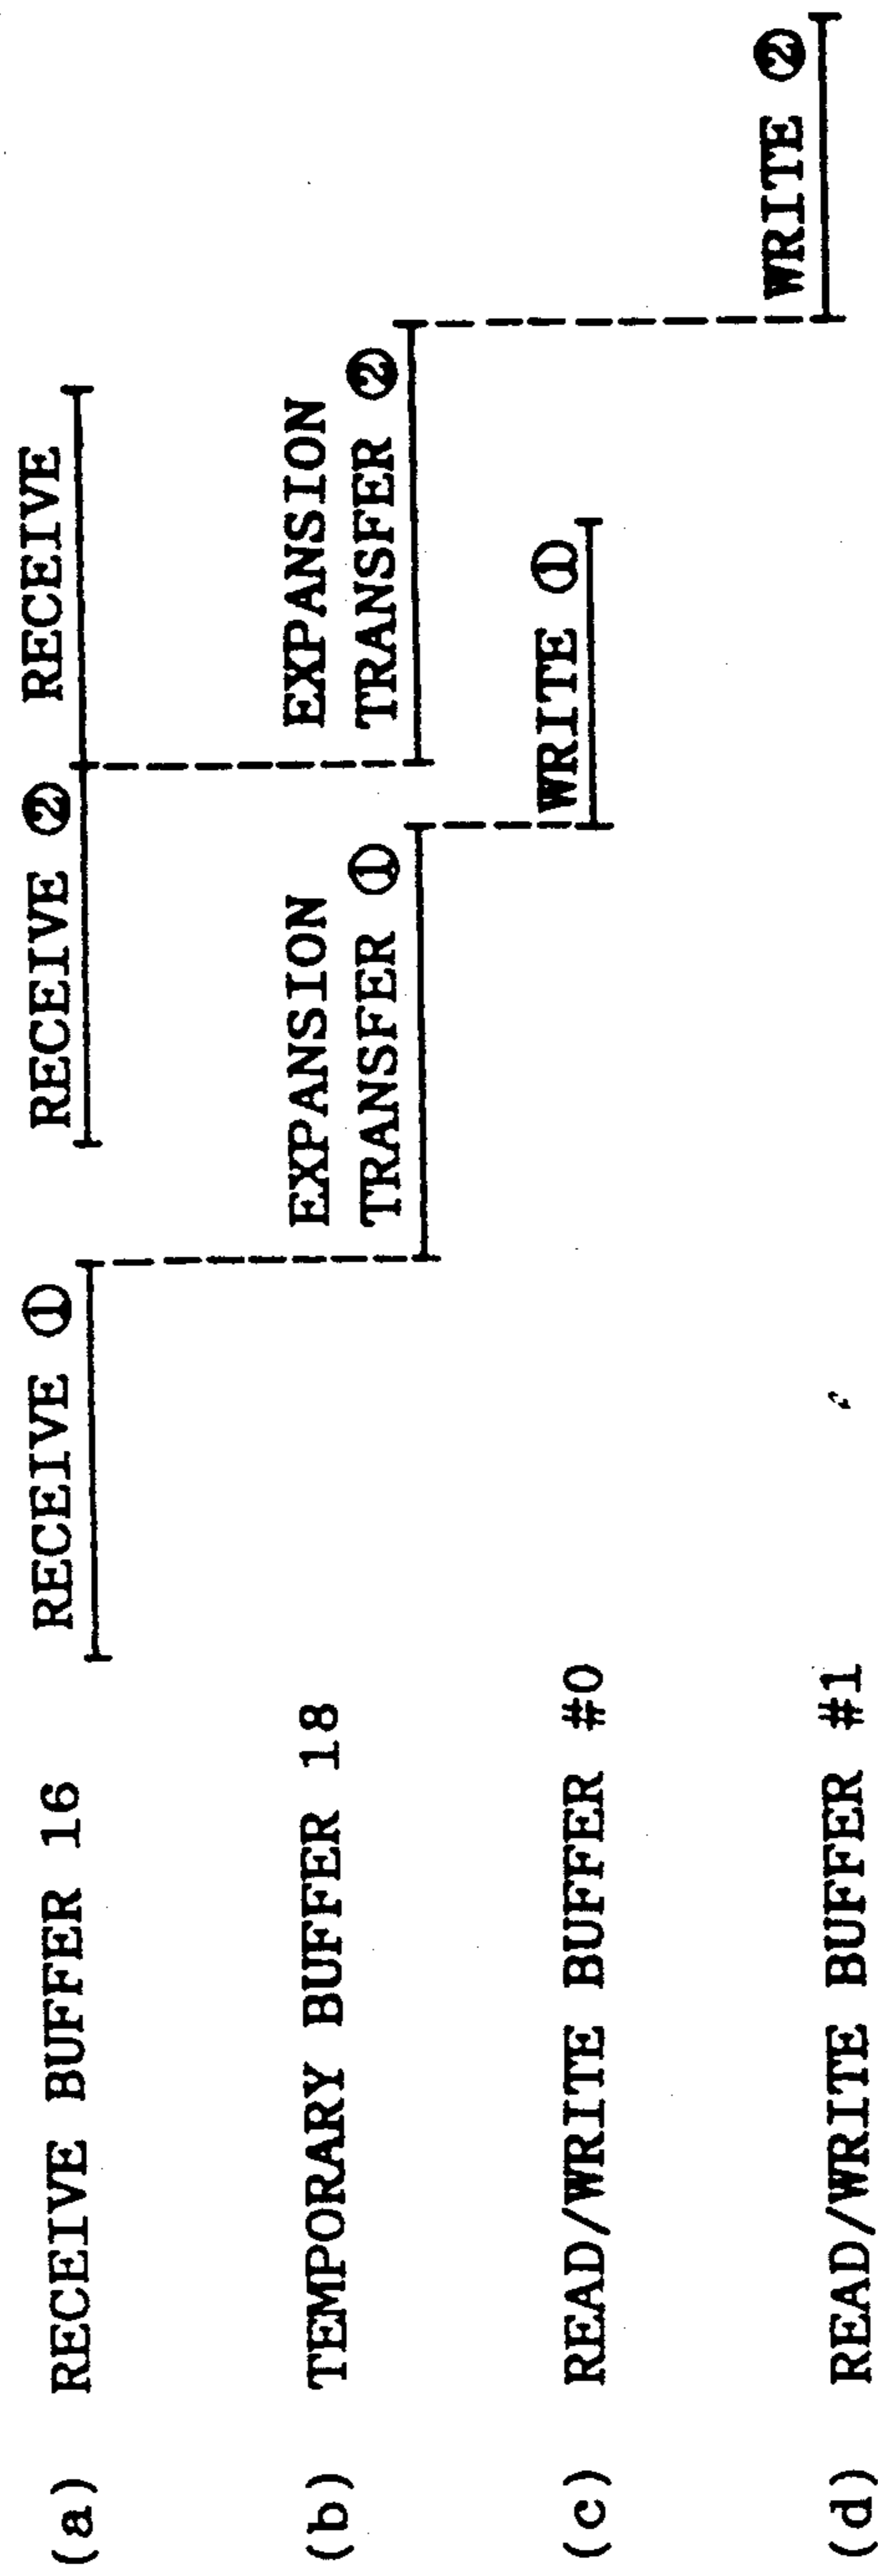 (a) RECEIVE BUFFER 16 RECEIVE ① RECEIVE ② RECEIVE
(b) TEMPORARY BUFFER 18
EXPANSION
TRANSFER ①
EXPANSION
TRANSFER ②
(c) READ/WRITE BUFFER #0 WRITE ①
(d) READ/WRITE BUFFER #1 WRITE ②